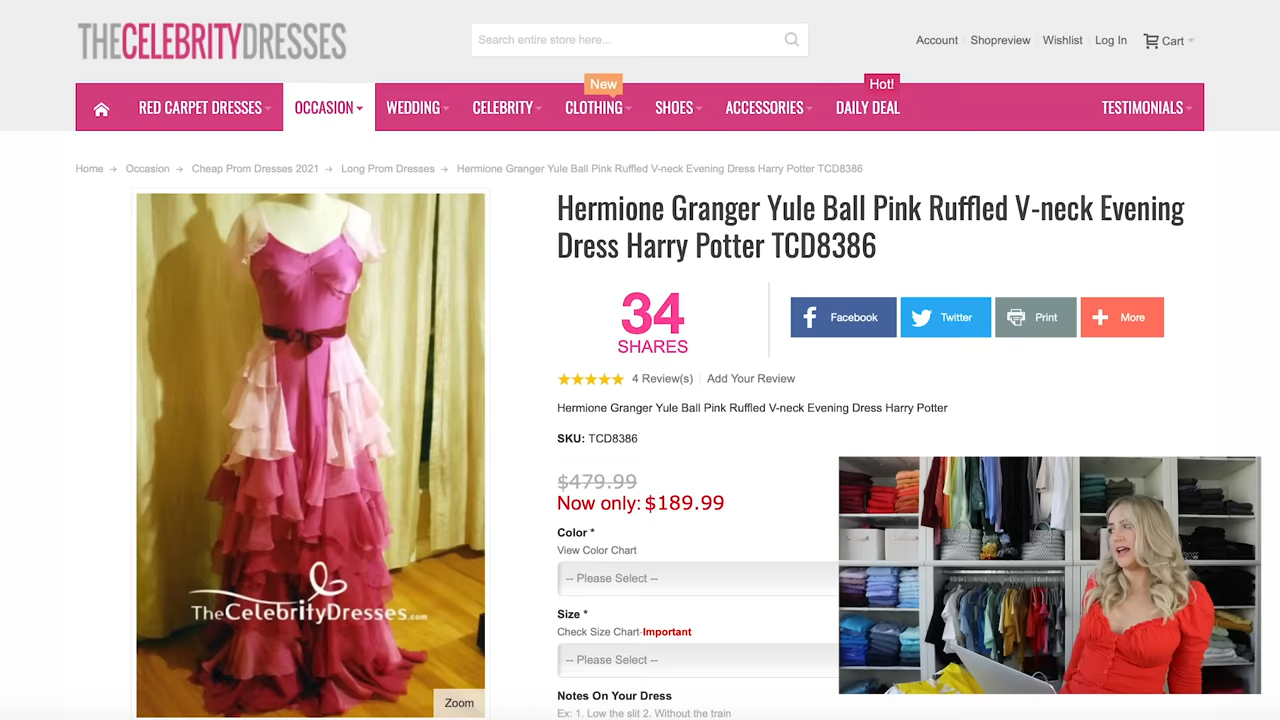 THECELEBRITYDRESSES
Search entire store here...
Account Shopreview Wishlist Log In Cart
New
Hot!
RED CARPET DRESSES OCCASION WEDDING CELEBRITY CLOTHING SHOES ACCESSORIES DAILY DEAL TESTIMONIALS
Home → Occasion → Cheap Prom Dresses 2021 → Long Prom Dresses → Hermione Granger Yule Ball Pink Ruffled V-neck Evening Dress Harry Potter TCD8386
Hermione Granger Yule Ball Pink Ruffled V-neck Evening
Dress Harry Potter TCD8386
34
SHARES
Facebook
Twitter
Print
More
4 Review(s) Add Your Review
Hermione Granger Yule Ball Pink Ruffled V-neck Evening Dress Harry Potter
SKU: TCD8386
$479.99
Now only: $189.99
Color *
View Color Chart
-- Please Select --
Size *
Check Size Chart-Important
-- Please Select --
Notes On Your Dress
Ex: 1. Low the slit 2. Without the train
TheCelebrityDresses.com
Zoom